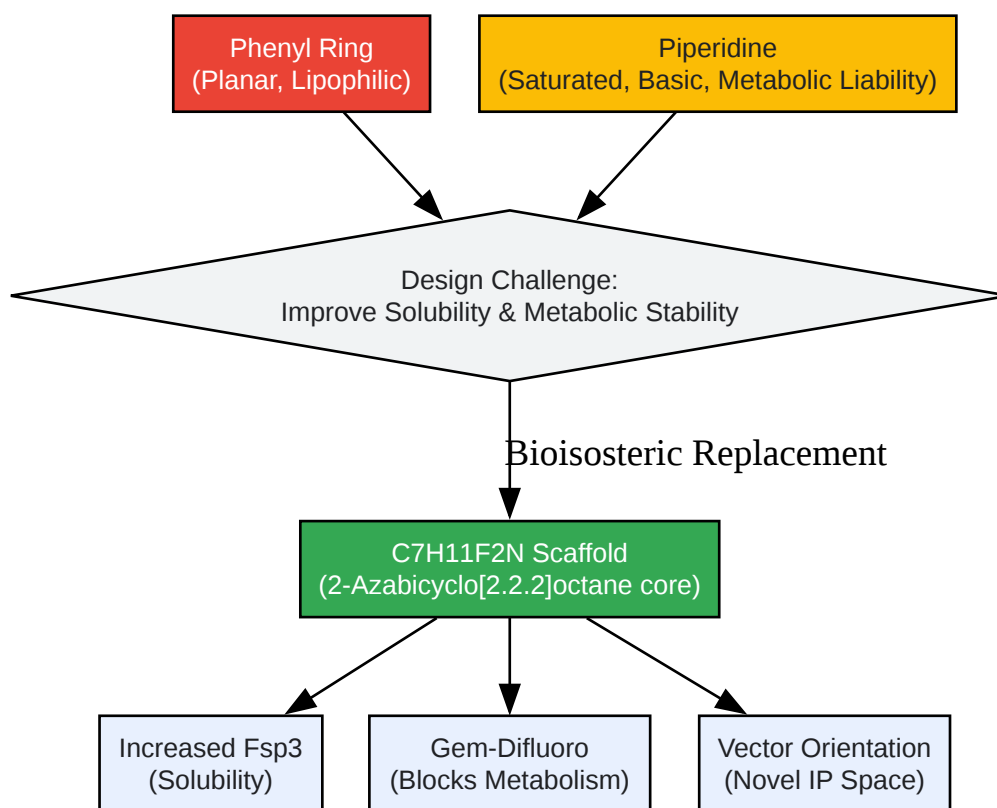 Phenyl Ring
(Planar, Lipophilic)
Piperidine
(Saturated, Basic, Metabolic Liability)
Design Challenge:
Improve Solubility & Metabolic Stability
Bioisosteric Replacement
C7H11F2N Scaffold
(2-Azabicyclo[2.2.2]octane core)
Increased Fsp3
(Solubility)
Gem-Difluoro
(Blocks Metabolism)
Vector Orientation
(Novel IP Space)